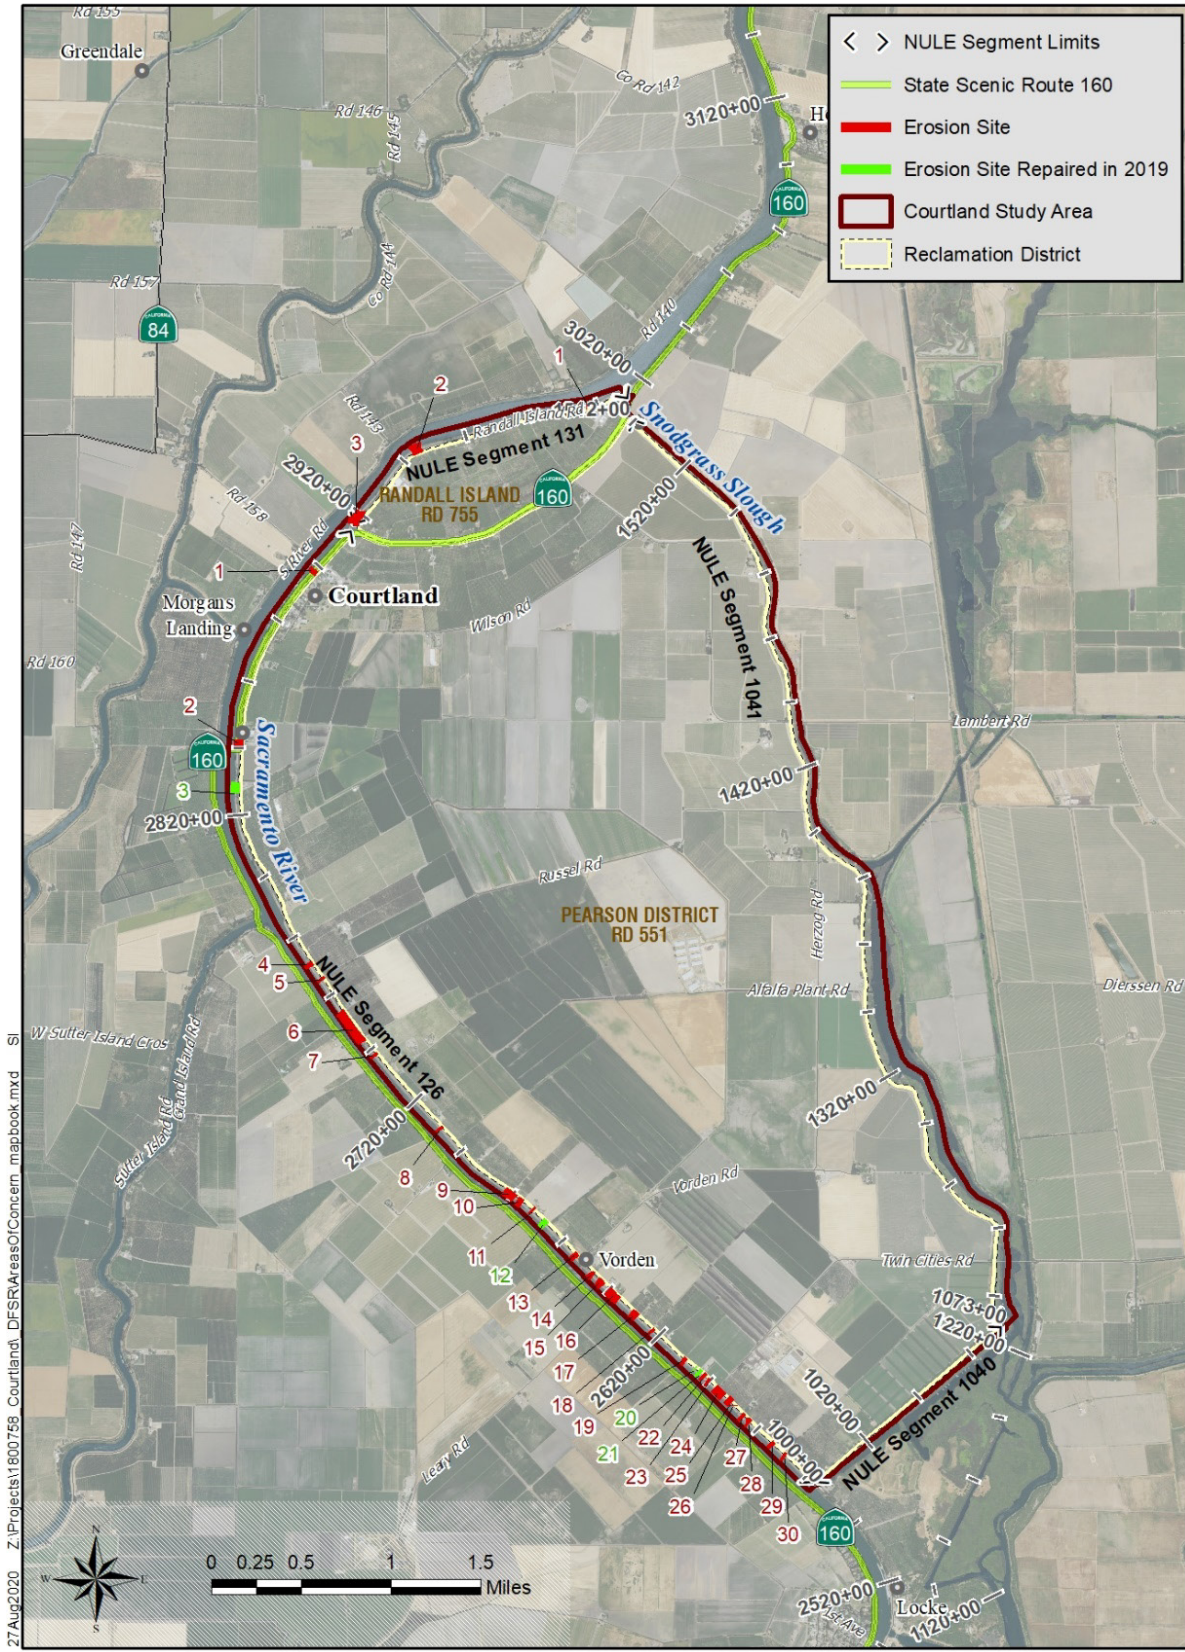 Rd 155
Greendale
Co Rd 142
3120+00
NULE Segment Limits
State Scenic Route 160
Erosion Site
Erosion Site Repaired in 2019
Courtland Study Area
Reclamation District
Rd 146
Rd 145
CALIFORNIA
160
Co Rd 144
Rd 157
CALIFORNIA
84
Rd 140
3020+00
1
2
Rd 143
Randall Island Rd
2+00
Snodgrass Slough
3
NULE Segment 131
2920+00
RANDALL ISLAND
RD 755
CALIFORNIA
160
1520+00
Rd 158
Rd 147
S River Rd
1
Courtland
Morgans
Landing
Wilson Rd
NULE Segment 1041
Rd 160
2
Sacramento River
CALIFORNIA
160
3
2820+00
Lambert Rd
1420+00
Russel Rd
PEARSON DISTRICT
RD 551
Herzog Rd
4
5
NULE Segment 126
Alfalfa Plant Rd
Dierssen Rd
6
7
W Sutter Island Cros
Grand Island Rd
Sutter Island Rd
1320+00
2720+00
8
Vorden Rd
9
10
11
12
Vorden
Twin Cities Rd
13
14
15
16
17
18
19
20
21
22
23
24
25
26
27
28
29
30
2620+00
1073+00
1220+00
1020+00
NULE Segment 1040
1000+00
Leary Rd
CALIFORNIA
160
N
W
E
S
0 0.25 0.5 1 1.5
Miles
2520+00
Locke
1st Ave
1120+00
27Aug2020 Z:\Projects\1800758_Courtland\_DFSR\AreasOfConcern_mapbook.mxd SI